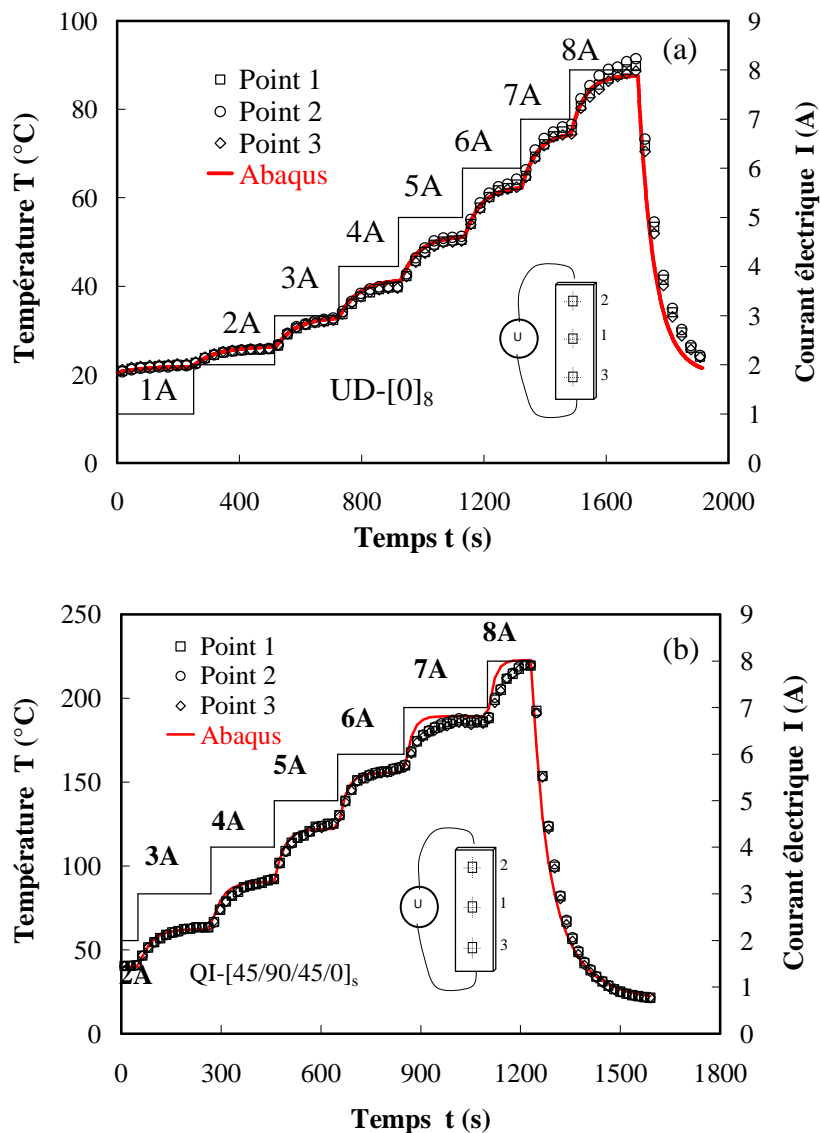 (a)
Température T (°C)
100
80
60
40
20
0
Point 1
Point 2
Point 3
Abaqus
1A
2A
3A
4A
5A
6A
7A
8A
UD-[0]8
U
2
1
3
9
8
7
6
5
4
3
2
1
0
Courant électrique I (A)
0 400 800 1200 1600 2000
Temps t (s)
(b)
Température T (°C)
250
200
150
100
50
0
Point 1
Point 2
Point 3
Abaqus
2A
3A
4A
5A
6A
7A
8A
QI-[45/90/45/0]s
U
2
1
3
9
8
7
6
5
4
3
2
1
0
Courant électrique I (A)
0 300 600 900 1200 1500 1800
Temps t (s)